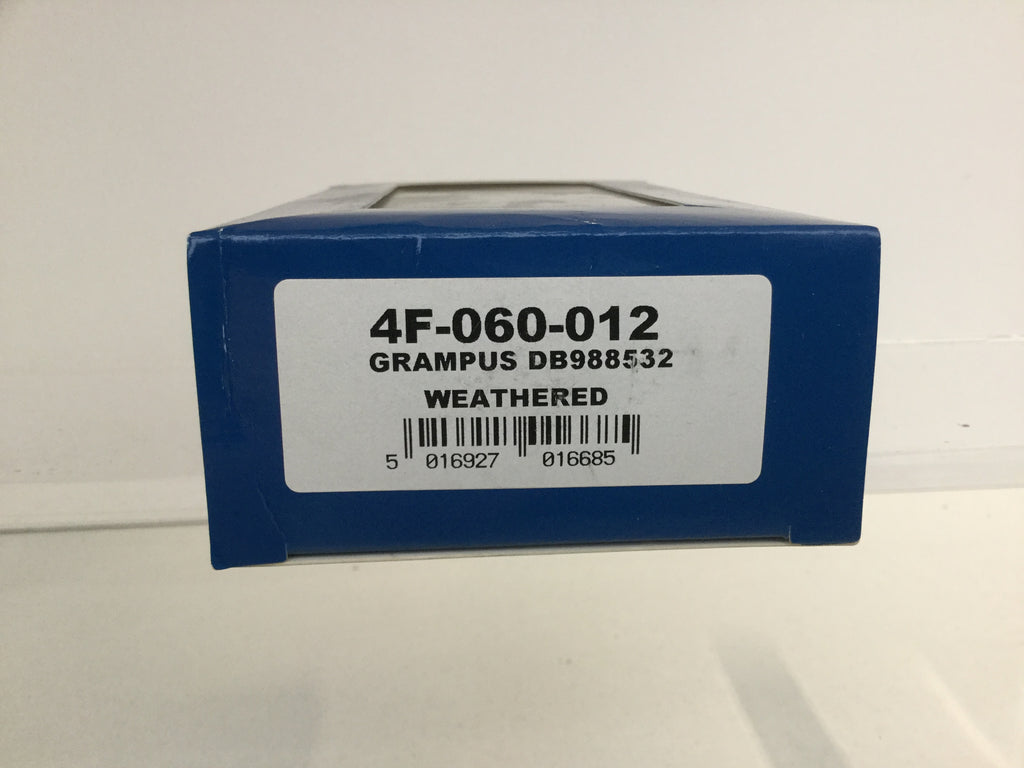 4F-060-012
GRAMPUS DB988532
WEATHERED
5 016927 016685